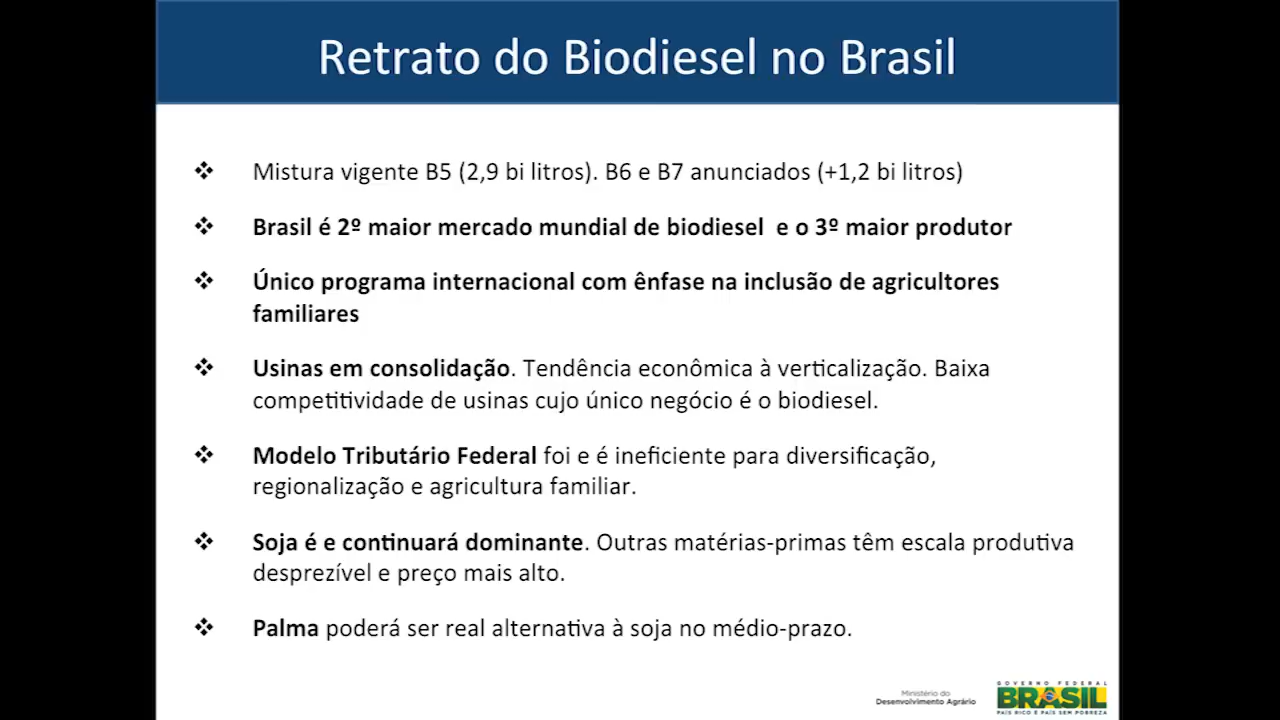 Retrato do Biodiesel no Brasil
❖ Mistura vigente B5 (2,9 bi litros). B6 e B7 anunciados (+1,2 bi litros)
❖ Brasil é 2º maior mercado mundial de biodiesel e o 3º maior produtor
❖ Único programa internacional com ênfase na inclusão de agricultores
familiares
❖ Usinas em consolidação. Tendência econômica à verticalização. Baixa
competitividade de usinas cujo único negócio é o biodiesel.
❖ Modelo Tributário Federal foi e é ineficiente para diversificação,
regionalização e agricultura familiar.
❖ Soja é e continuará dominante. Outras matérias-primas têm escala produtiva
desprezível e preço mais alto.
❖ Palma poderá ser real alternativa à soja no médio-prazo.
Ministério do
Desenvolvimento Agrário
GOVERNO FEDERAL
BRASIL
PAÍS RICO É PAÍS SEM POBREZA